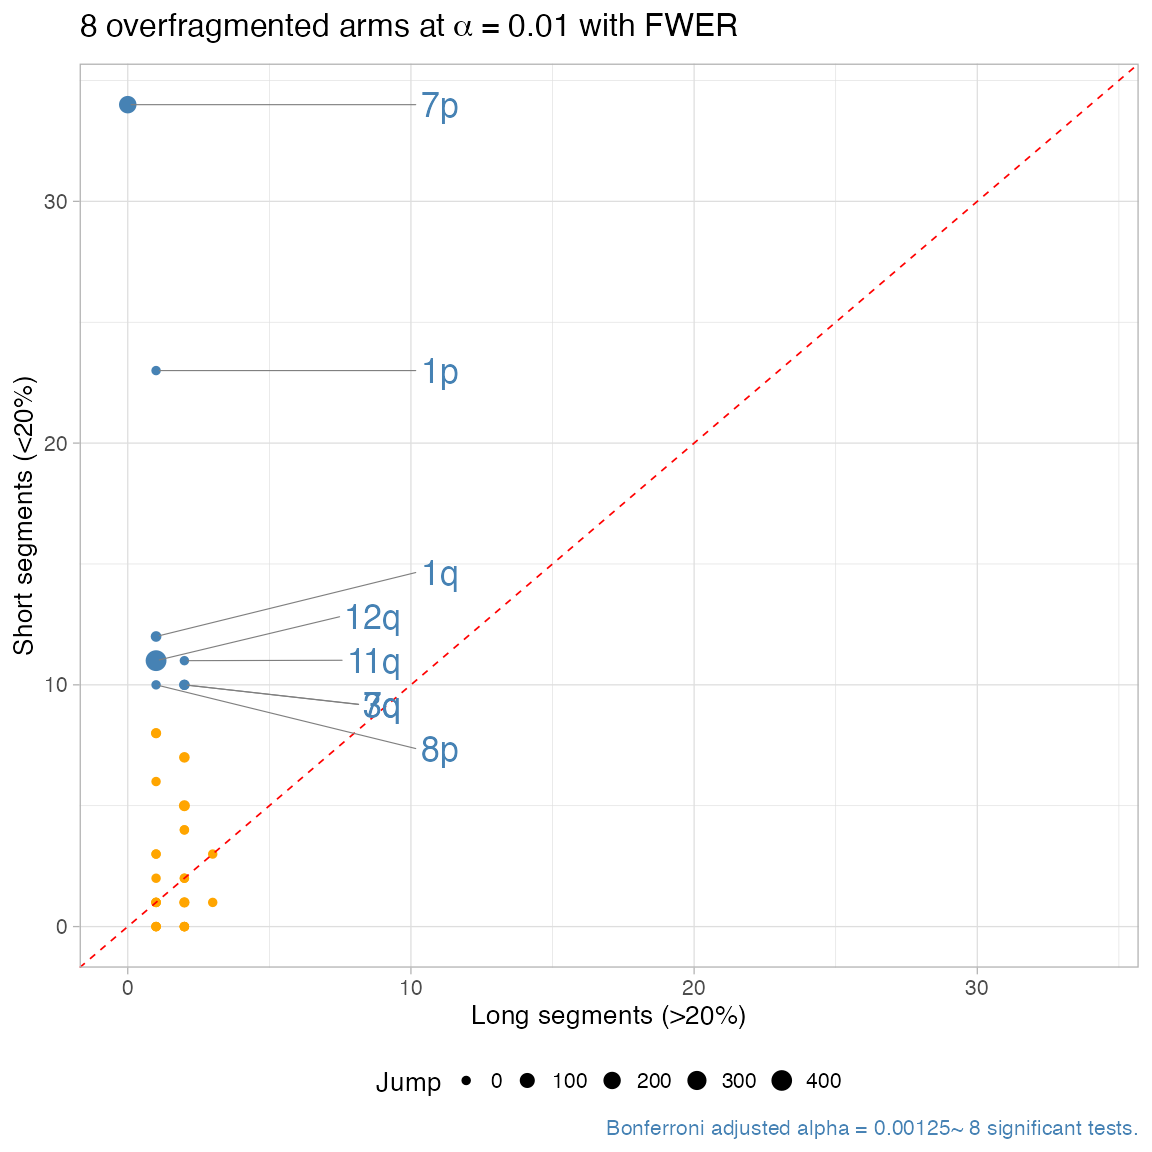 8 overfragmented arms at α = 0.01 with FWER
Short segments (<20%)
30
20
10
0
7p
1p
1q
12q
11q
3q
8p
0
10
20
30
Long segments (>20%)
Jump
0
100
200
300
400
Bonferroni adjusted alpha = 0.00125~ 8 significant tests.